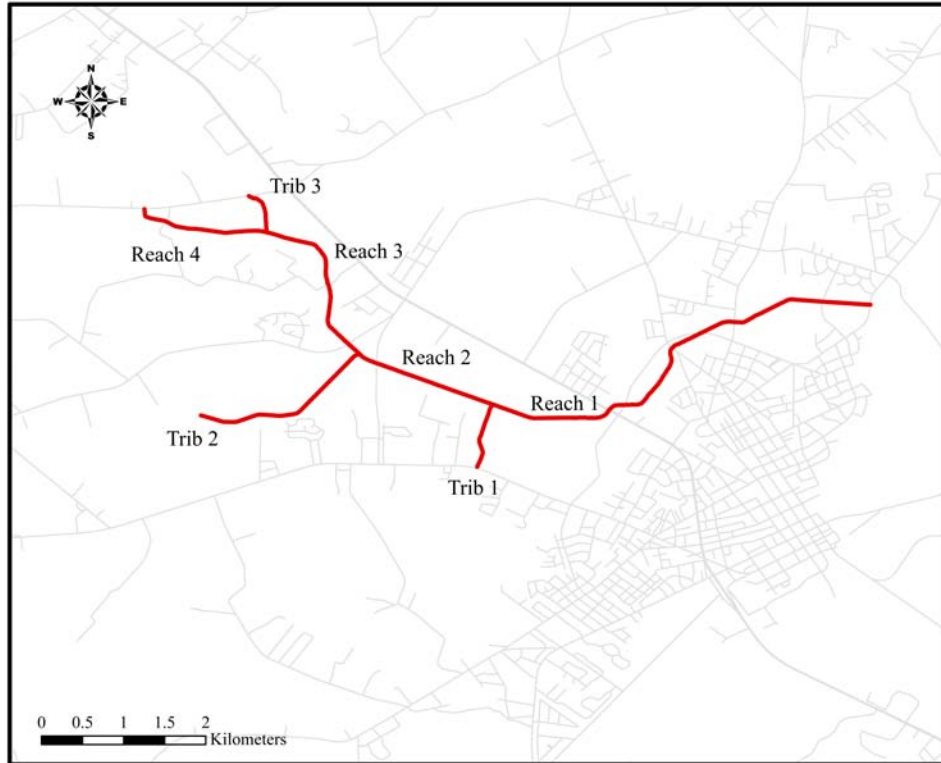 N
W E
S
Trib 3
Reach 4
Reach 3
Reach 2
Reach 1
Trib 2
Trib 1
0 0.5 1 1.5 2
Kilometers